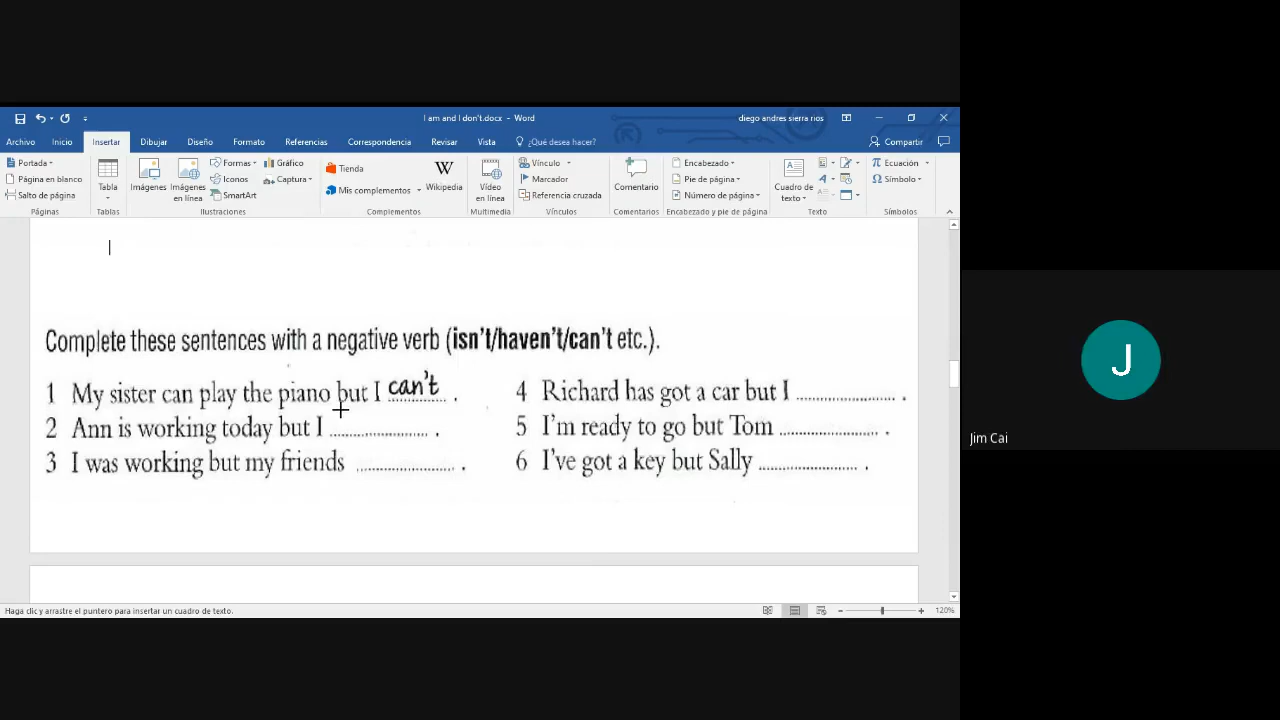 I am and I don't.docx - Word
diego andres sierra rios
Archivo Inicio Insertar Dibujar Diseño Formato Referencias Correspondencia Revisar Vista ¿Qué desea hacer? Compartir
Portada
Página en blanco
Salto de página
Páginas
Tabla
Tablas
Imágenes
Imágenes en línea
Formas
Iconos
SmartArt
Gráfico
Captura
Ilustraciones
Tienda
Mis complementos
Wikipedia
Complementos
Vídeo en línea
Multimedia
Vínculo
Marcador
Referencia cruzada
Vínculos
Comentario
Comentarios
Encabezado
Pie de página
Número de página
Encabezado y pie de página
Cuadro de texto
Texto
Ecuación
Símbolo
Símbolos
Complete these sentences with a negative verb (isn't/haven't/can't etc.).
1 My sister can play the piano but I can't .
2 Ann is working today but I ........................ .
3 I was working but my friends ........................ .
4 Richard has got a car but I ........................ .
5 I'm ready to go but Tom ........................ .
6 I've got a key but Sally ........................ .
Haga clic y arrastre el puntero para insertar un cuadro de texto.
120%
J
Jim Cai